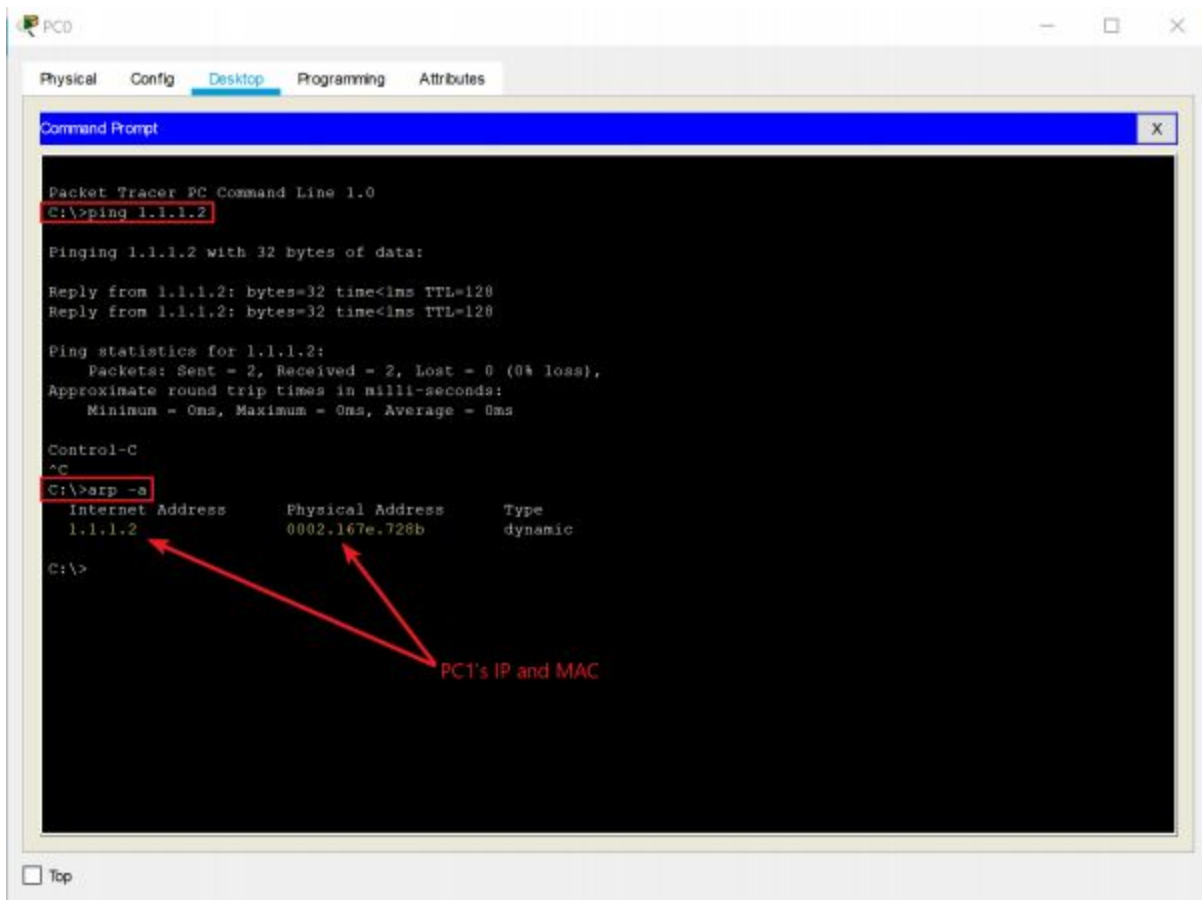 PC0
Physical Config Desktop Programming Attributes
Command Prompt X
Packet Tracer PC Command Line 1.0
C:\>ping 1.1.1.2
Pinging 1.1.1.2 with 32 bytes of data:
Reply from 1.1.1.2: bytes=32 time<1ms TTL=128
Reply from 1.1.1.2: bytes=32 time<1ms TTL=128
Ping statistics for 1.1.1.2:
Packets: Sent = 2, Received = 2, Lost = 0 (0% loss),
Approximate round trip times in milli-seconds:
Minimum = 0ms, Maximum = 0ms, Average = 0ms
Control-C
^C
C:\>arp -a
Internet Address Physical Address Type
1.1.1.2 0002.167e.728b dynamic
C:\>
PC1's IP and MAC
Top